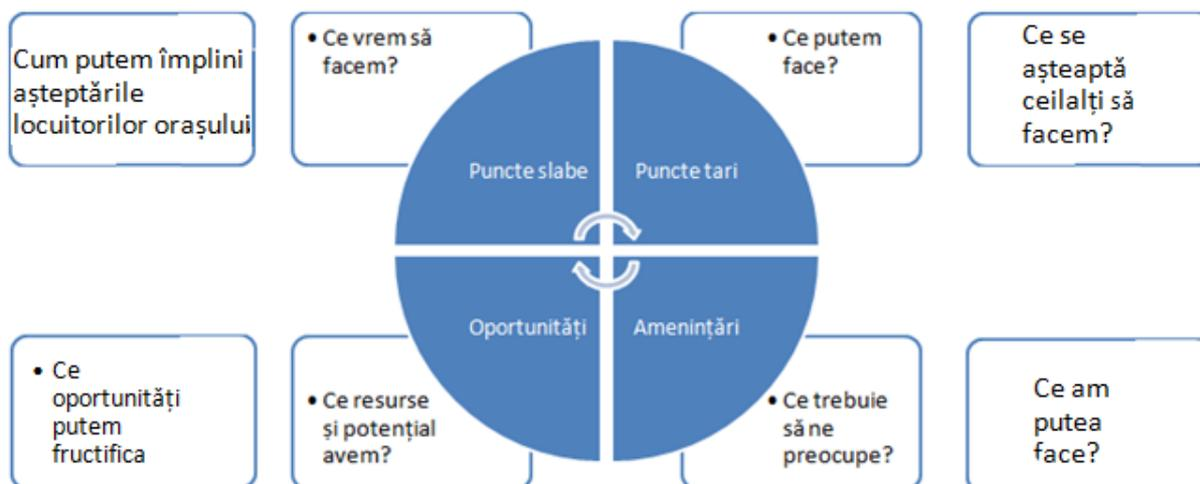 Cum putem împlini
așteptările
locuitorilor orașului
• Ce vrem să
facem?
• Ce putem
face?
Ce se
așteaptă
ceilalți să
facem?
Puncte slabe
Puncte tari
Oportunități
Amenințări
• Ce
oportunități
putem
fructifica
• Ce resurse
și potențial
avem?
• Ce trebuie
să ne
preocupe?
Ce am
putea
face?